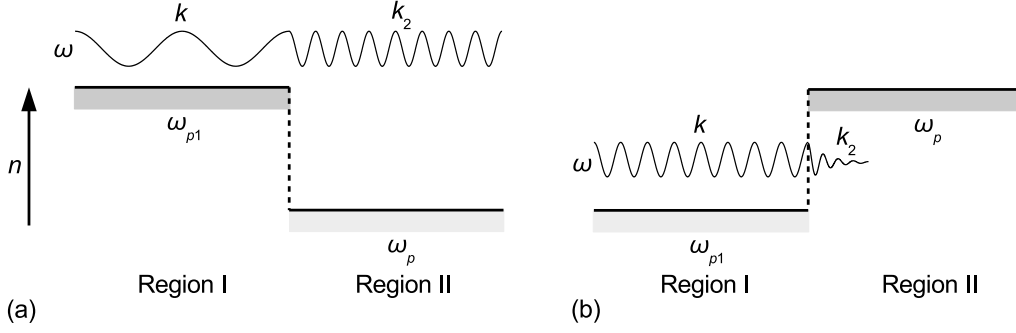 k
k2
ω
ωp1
n
ωp
Region I
Region II
(a)
k
k2
ω
ωp
ωp1
Region I
Region II
(b)